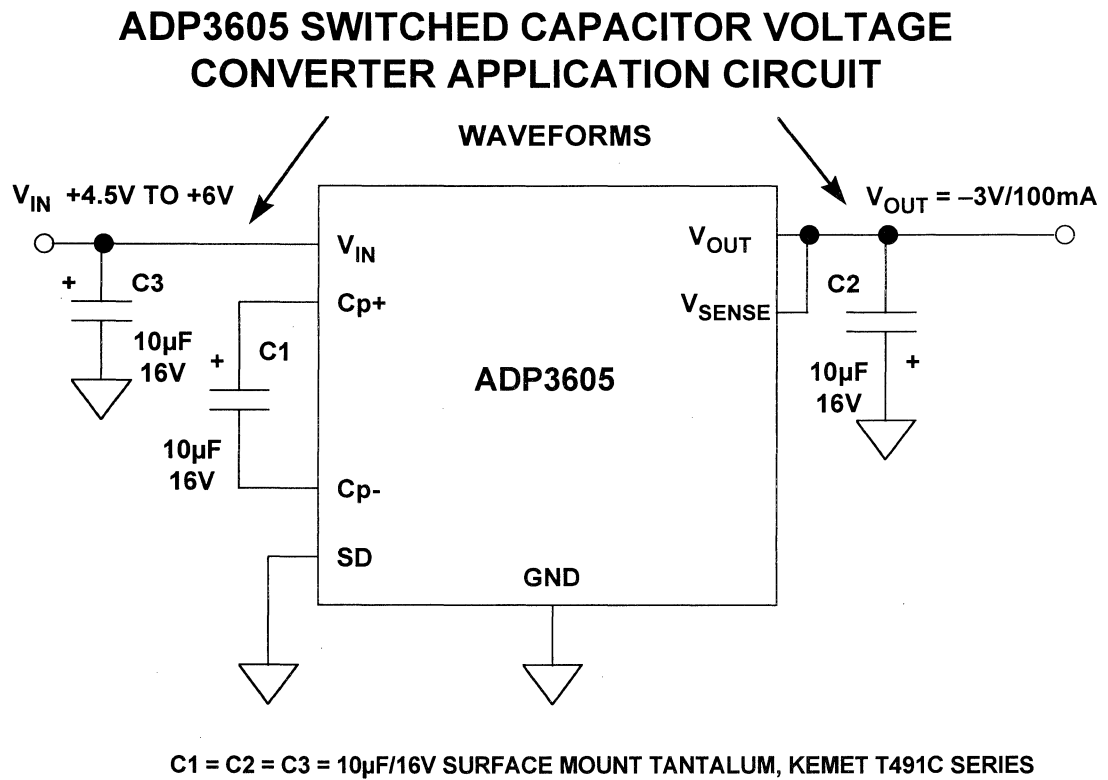 ADP3605 SWITCHED CAPACITOR VOLTAGE
CONVERTER APPLICATION CIRCUIT
WAVEFORMS
VIN +4.5V TO +6V
VOUT = –3V/100mA
VIN
VOUT
+
C3
Cp+
VSENSE
C2
10µF
16V
+
C1
ADP3605
10µF
16V
+
10µF
16V
Cp-
SD
GND
C1 = C2 = C3 = 10µF/16V SURFACE MOUNT TANTALUM, KEMET T491C SERIES